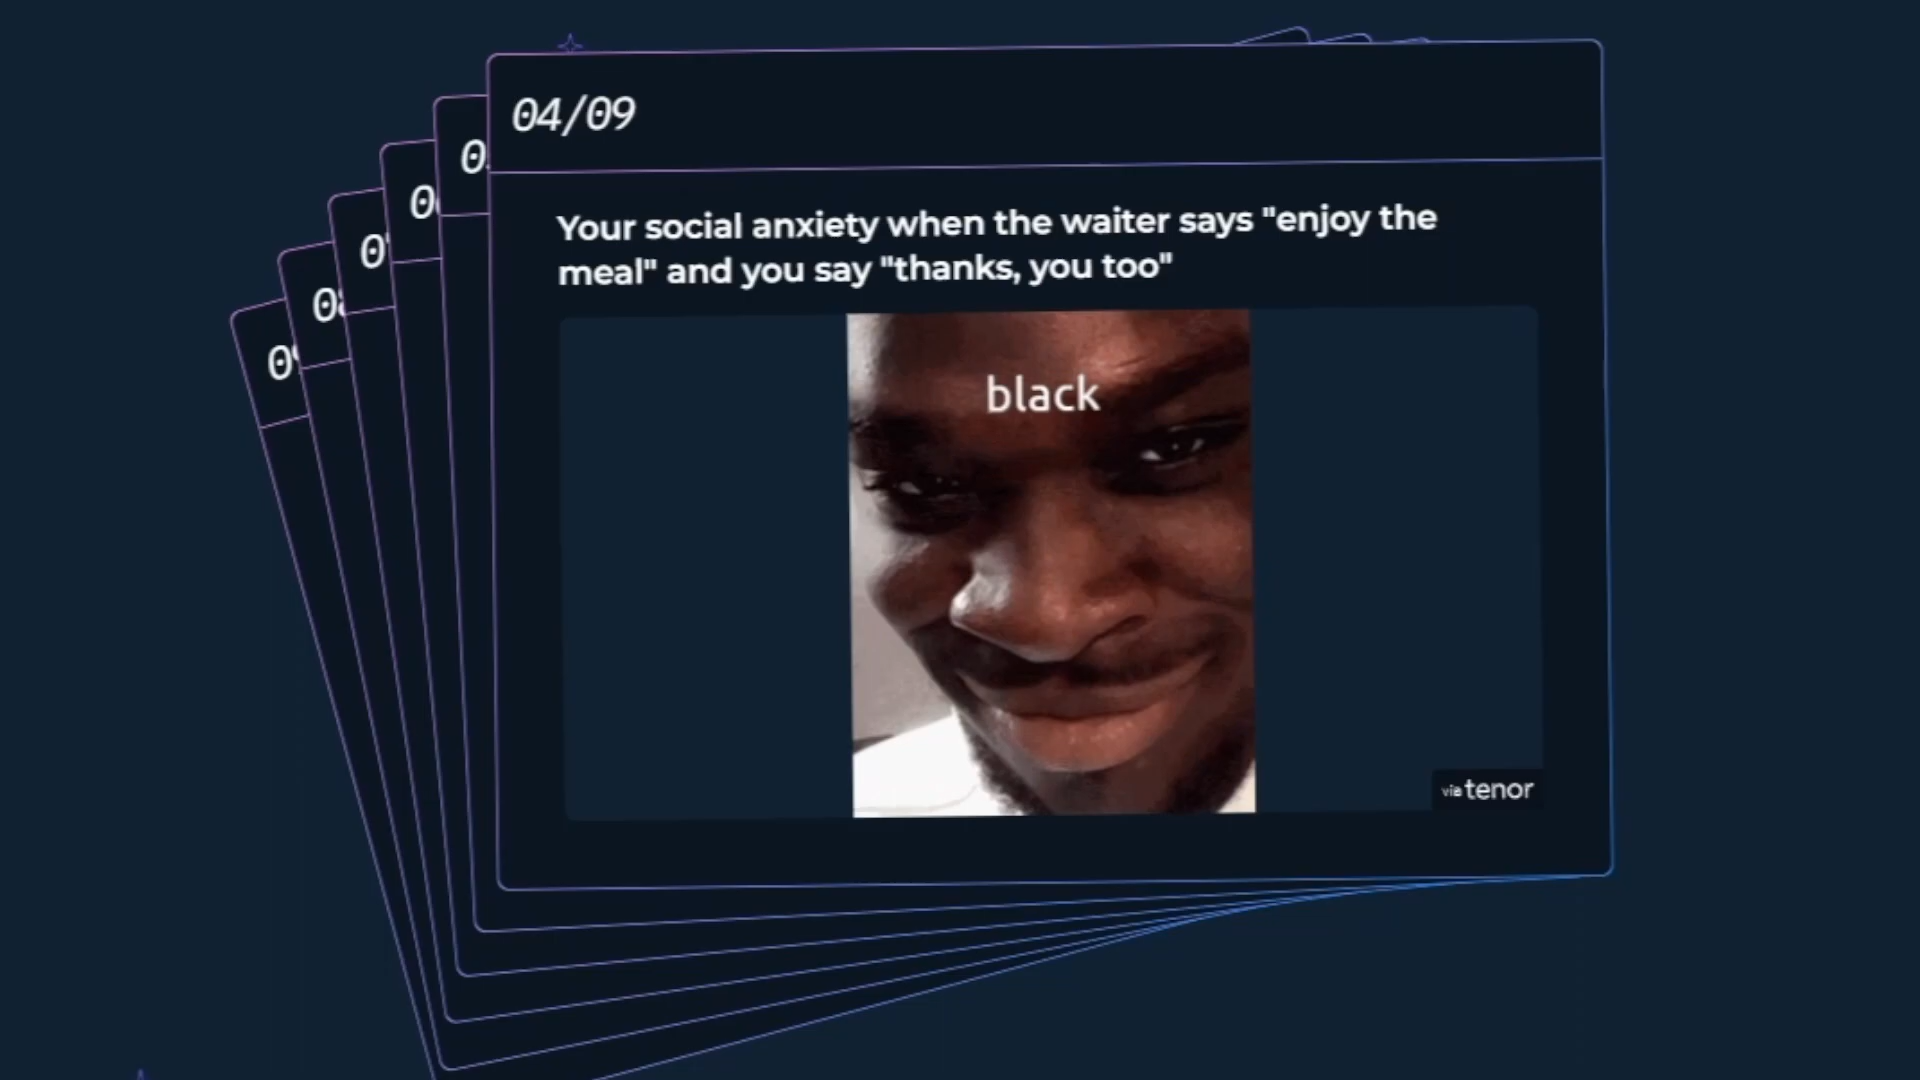 04/09
Your social anxiety when the waiter says "enjoy the
meal" and you say "thanks, you too"
black
via tenor